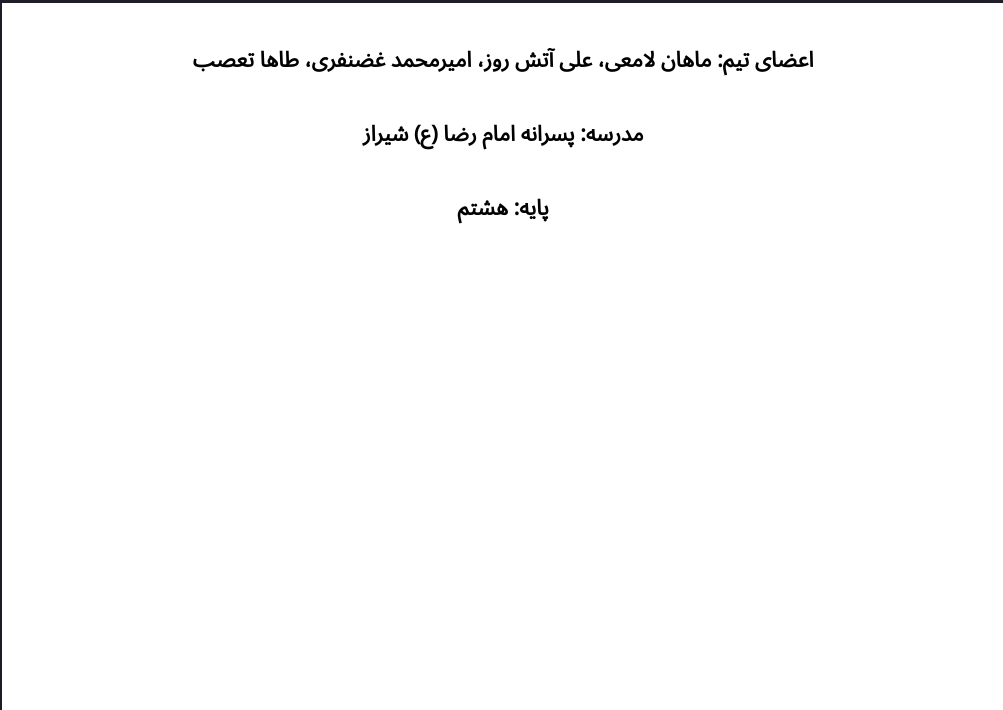 اعضای تیم: ماهان لامعی، علی آتش روز، امیرمحمد غضنفری، طاها تعصب
مدرسه: پسرانه امام رضا (ع) شیراز
پایه: هشتم